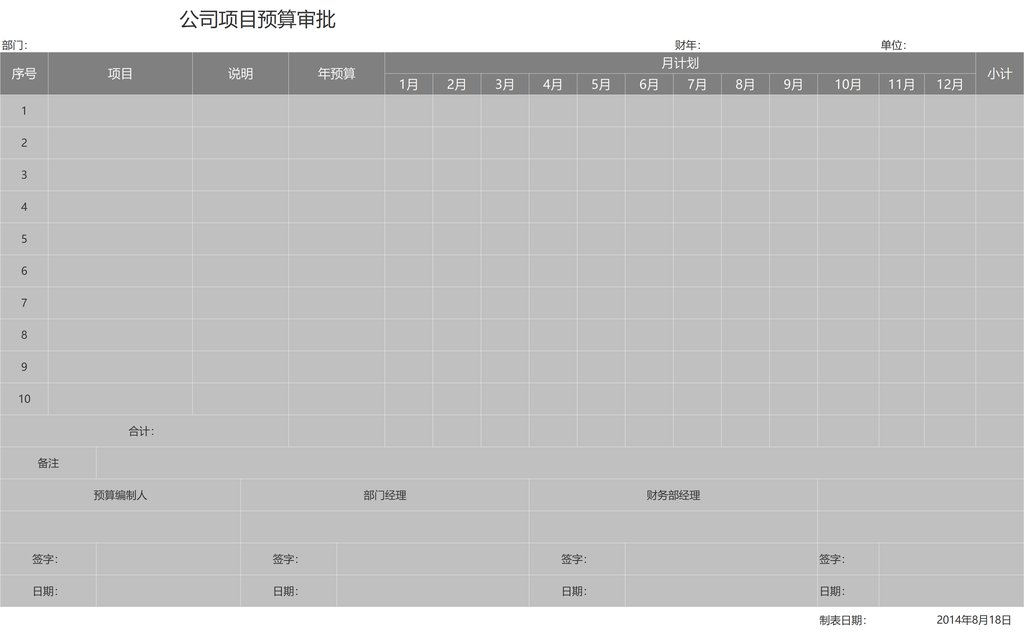 公司项目预算审批
部门： 财年： 单位：
序号 项目 说明 年预算 月计划 小计
1月 2月 3月 4月 5月 6月 7月 8月 9月 10月 11月 12月
1
2
3
4
5
6
7
8
9
10
合计：
备注
预算编制人 部门经理 财务部经理
签字： 签字： 签字： 签字：
日期： 日期： 日期： 日期：
制表日期： 2014年8月18日